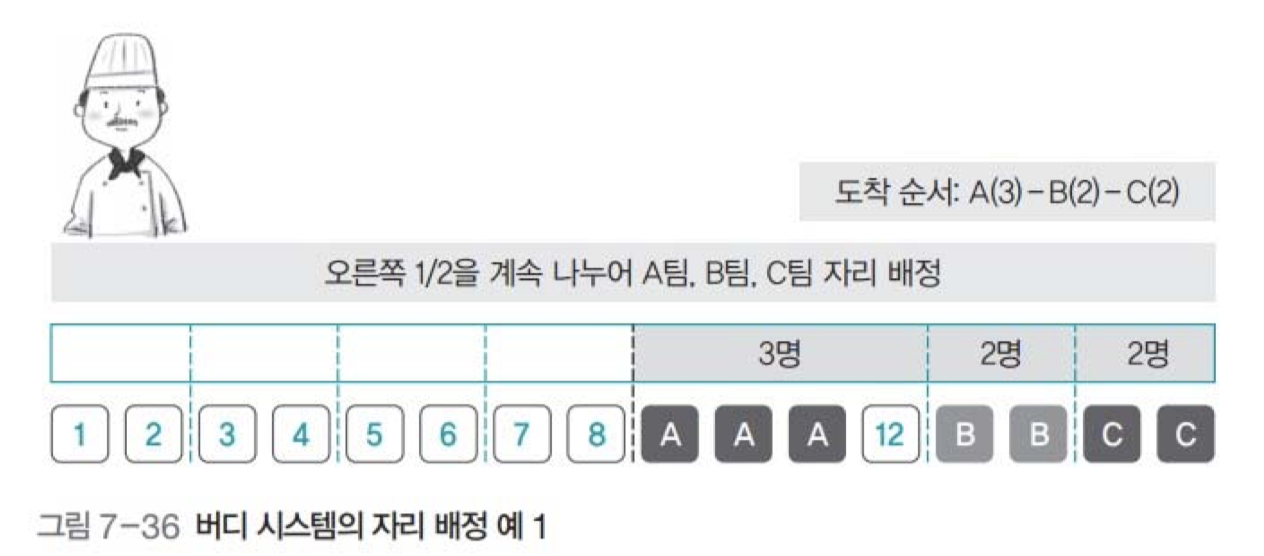 도착 순서: A(3)-B(2)-C(2)
오른쪽 1/2을 계속 나누어 A팀, B팀, C팀 자리 배정
3명 2명 2명
1 2 3 4 5 6 7 8 A A A 12 B B C C
그림 7-36 버디 시스템의 자리 배정 예 1